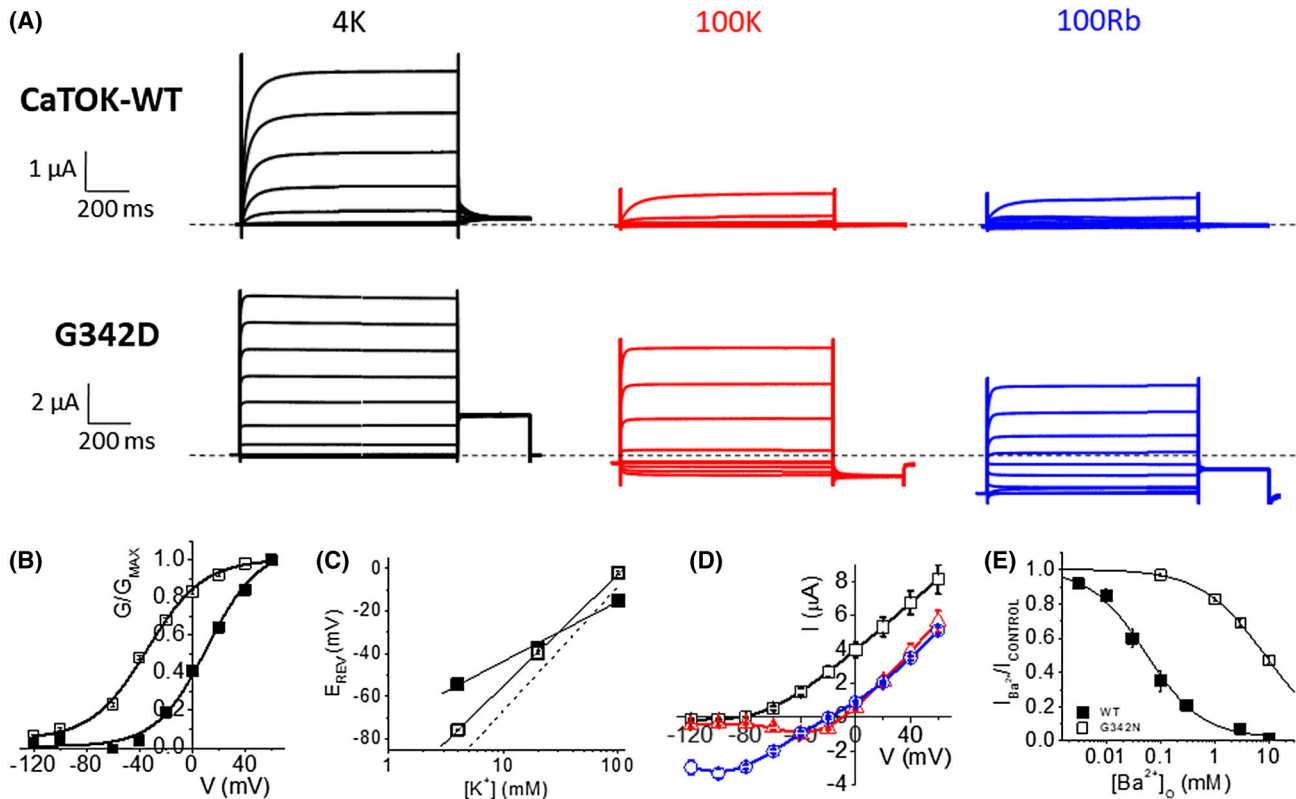 (A)
4K
100K
100Rb
CaTOK-WT
1 µA
200 ms
G342D
2 µA
200 ms
(B)
G/G_MAX
1.0
0.8
0.6
0.4
0.2
0.0
-120 -80 -40 0 40
V (mV)
(C)
E_REV (mV)
0
-20
-40
-60
-80
1 10 100
[K⁺] (mM)
(D)
I (µA)
8
6
4
2
-2
-4
-120 -80 -40 0 40
V (mV)
(E)
I_Ba²⁺/I_CONTROL
1.0
0.8
0.6
0.4
0.2
0.0
WT
G342N
0.01 0.1 1 10
[Ba²⁺]_O (mM)